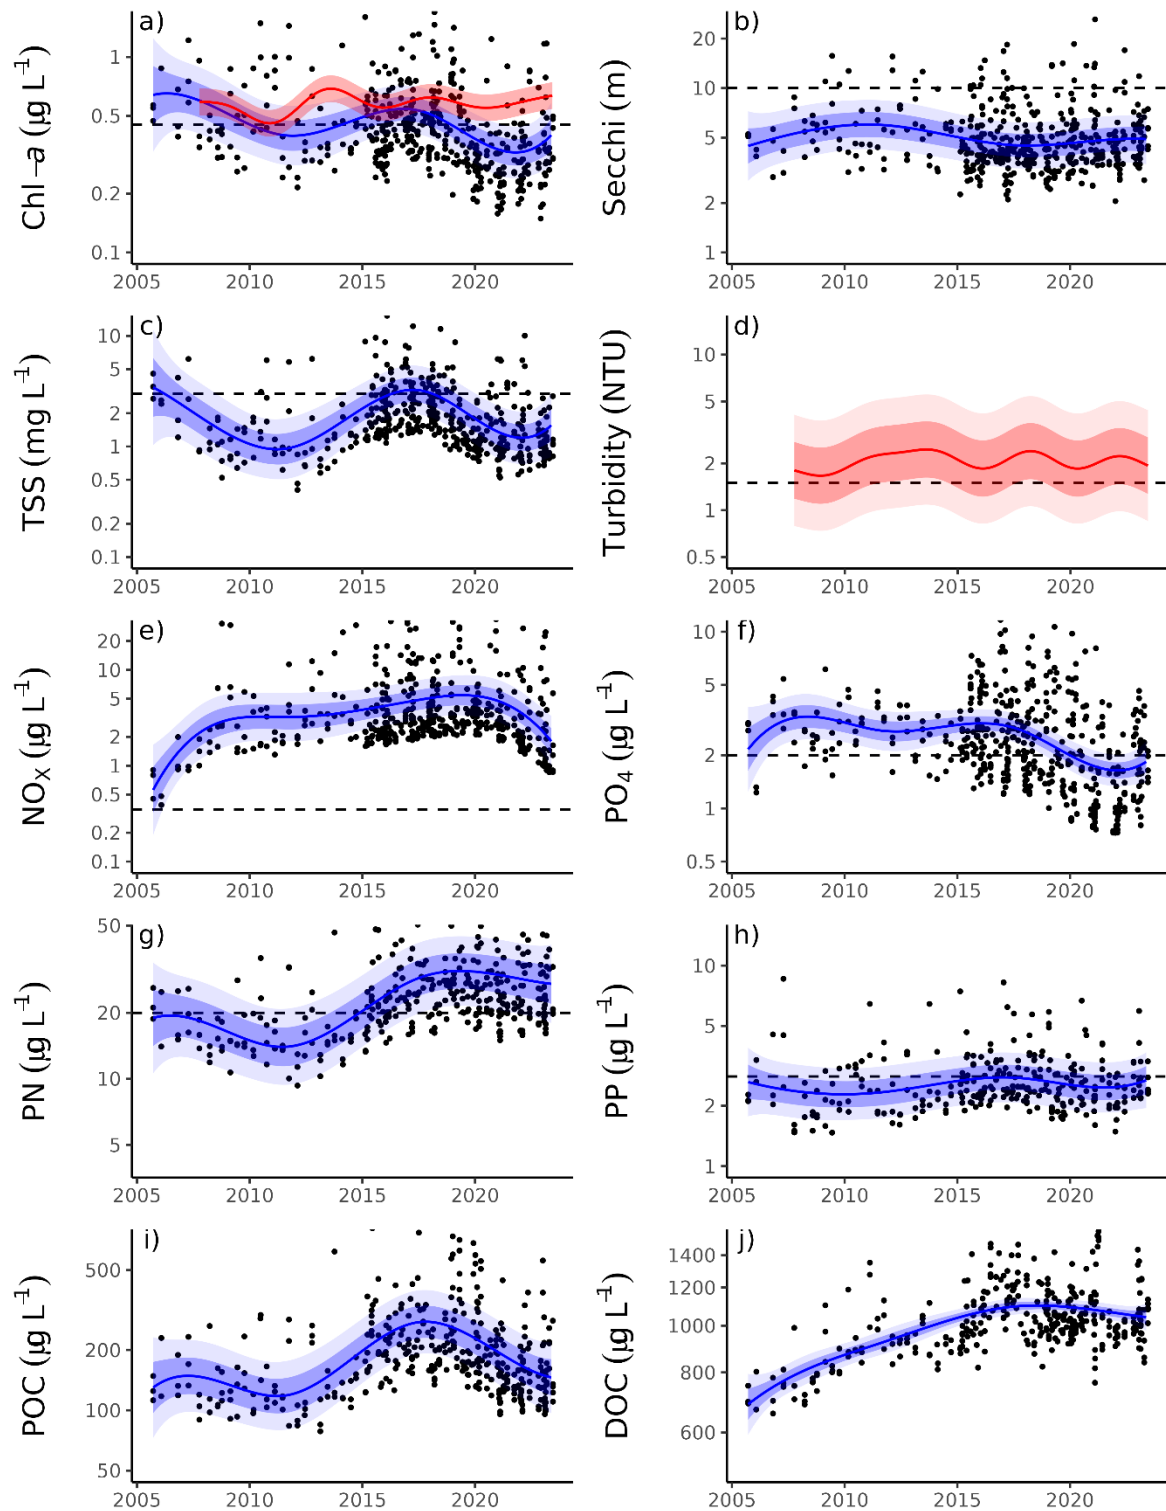 a)
Chl−a (µg L⁻¹)
1
0.5
0.2
0.1
2005 2010 2015 2020
b)
Secchi (m)
20
10
5
2
1
2005 2010 2015 2020
c)
TSS (mg L⁻¹)
10
5
2
1
0.5
0.2
0.1
2005 2010 2015 2020
d)
Turbidity (NTU)
10
5
2
1
0.5
2005 2010 2015 2020
e)
NOₓ (µg L⁻¹)
20
10
5
2
1
0.5
0.2
0.1
2005 2010 2015 2020
f)
PO₄ (µg L⁻¹)
10
5
2
1
0.5
2005 2010 2015 2020
g)
PN (µg L⁻¹)
50
20
10
5
2005 2010 2015 2020
h)
PP (µg L⁻¹)
10
5
2
1
2005 2010 2015 2020
i)
POC (µg L⁻¹)
500
200
100
50
2005 2010 2015 2020
j)
DOC (µg L⁻¹)
1400
1200
1000
800
600
2005 2010 2015 2020